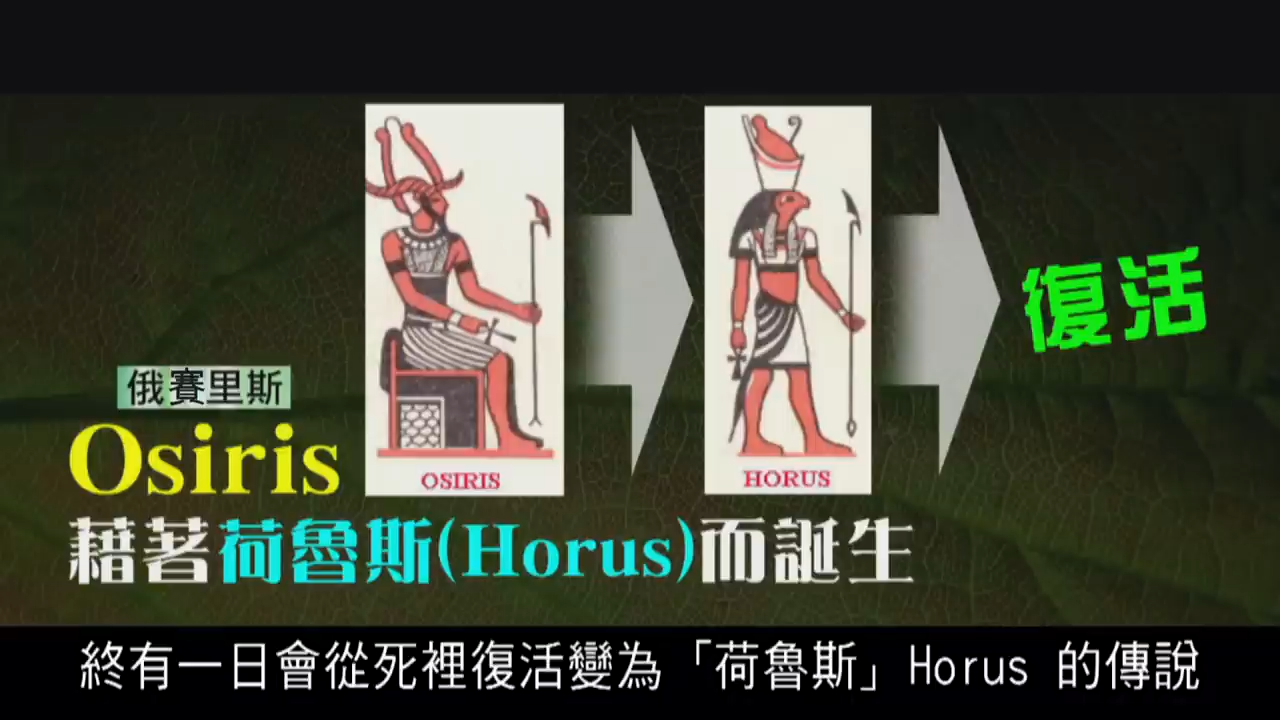 復活
俄賽里斯
Osiris
OSIRIS
HORUS
藉著荷魯斯(Horus)而誕生
終有一日會從死裡復活變為「荷魯斯」Horus 的傳說